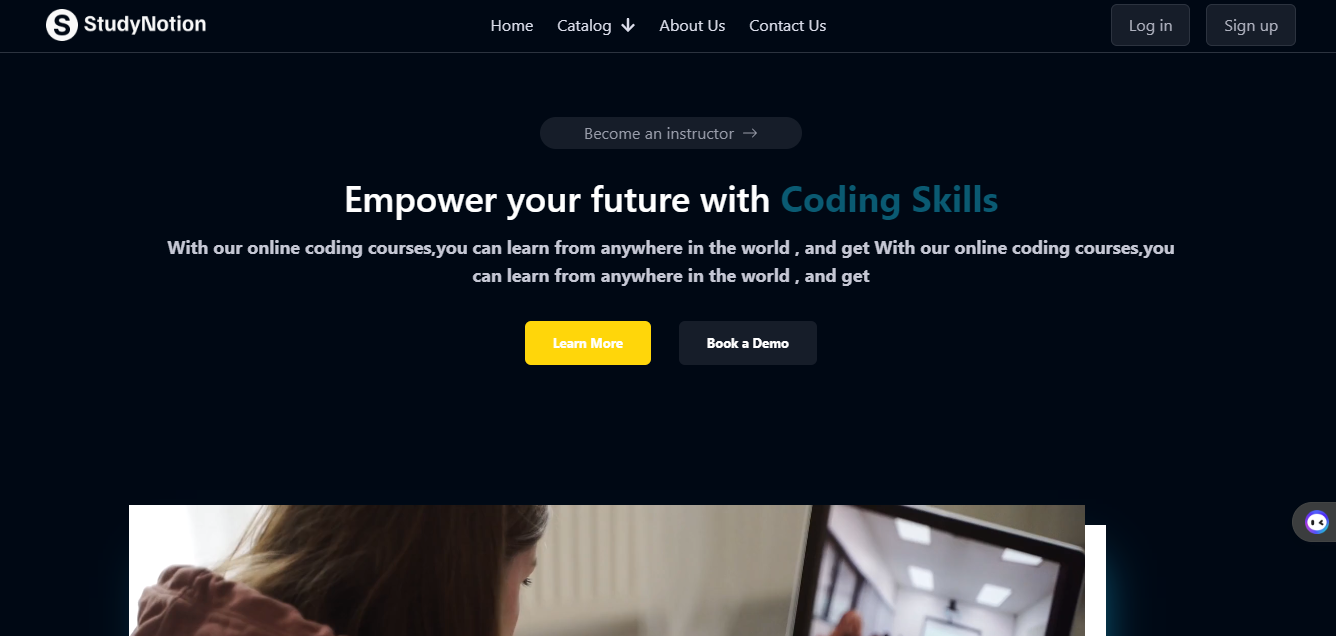 StudyNotion
Home
Catalog
About Us
Contact Us
Log in
Sign up
Become an instructor →
Empower your future with Coding Skills
With our online coding courses,you can learn from anywhere in the world , and get With our online coding courses,you
can learn from anywhere in the world , and get
Learn More
Book a Demo